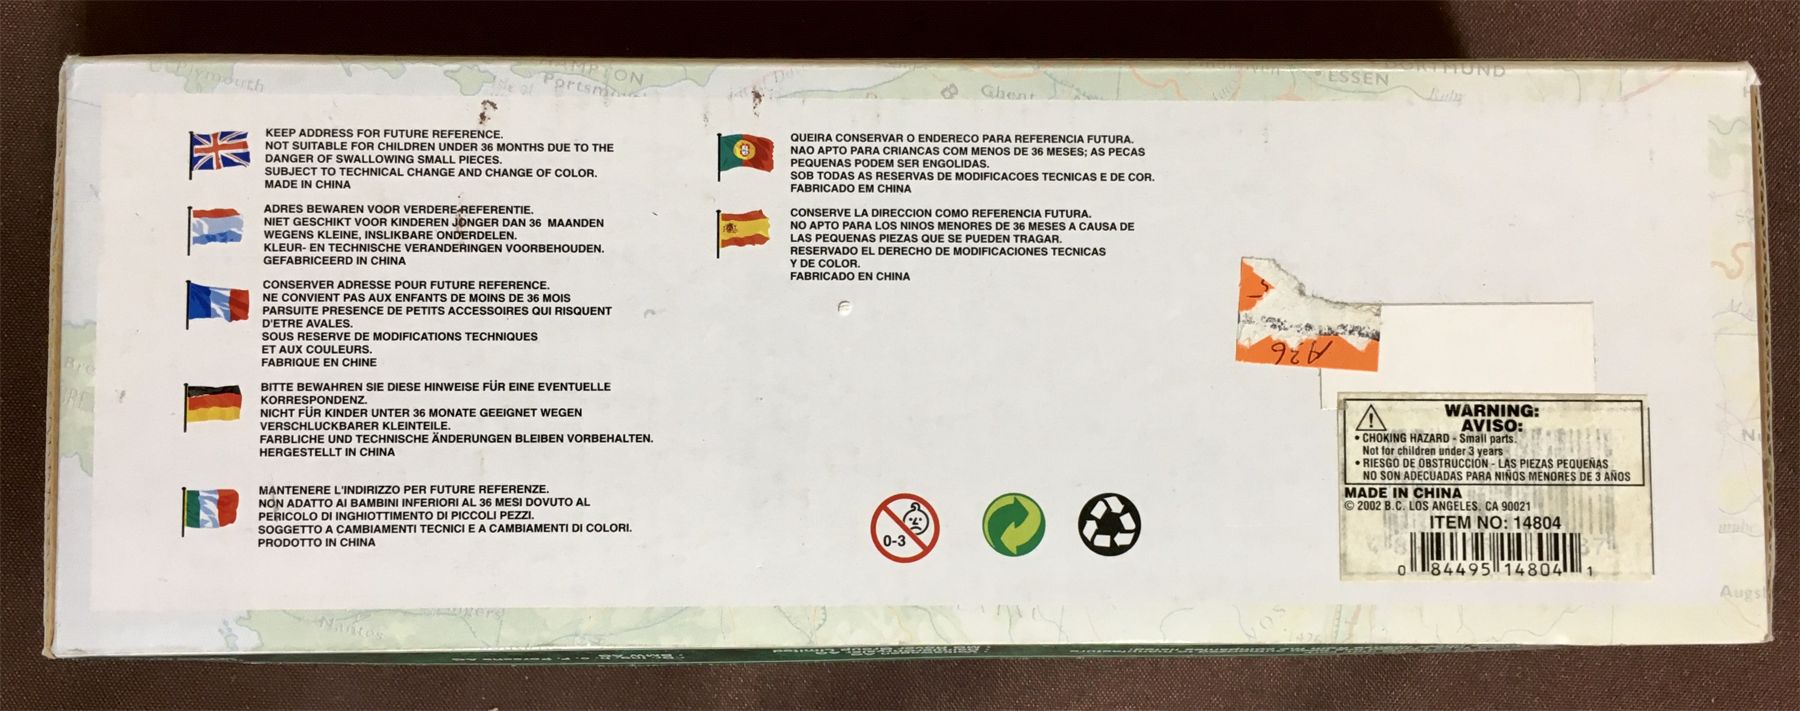 Plymouth
PORTSMOUTH
Ghent
ESSEN
DORTMUND
Koln
KEEP ADDRESS FOR FUTURE REFERENCE.
NOT SUITABLE FOR CHILDREN UNDER 36 MONTHS DUE TO THE
DANGER OF SWALLOWING SMALL PIECES.
SUBJECT TO TECHNICAL CHANGE AND CHANGE OF COLOR.
MADE IN CHINA
ADRES BEWAREN VOOR VERDERE REFERENTIE.
NIET GESCHIKT VOOR KINDEREN JONGER DAN 36 MAANDEN
WEGENS KLEINE, INSLIKBARE ONDERDELEN.
KLEUR- EN TECHNISCHE VERANDERINGEN VOORBEHOUDEN.
GEFABRICEERD IN CHINA
CONSERVER ADRESSE POUR FUTURE REFERENCE.
NE CONVIENT PAS AUX ENFANTS DE MOINS DE 36 MOIS
PARSUITE PRESENCE DE PETITS ACCESSOIRES QUI RISQUENT
D'ETRE AVALES.
SOUS RESERVE DE MODIFICATIONS TECHNIQUES
ET AUX COULEURS.
FABRIQUE EN CHINE
BITTE BEWAHREN SIE DIESE HINWEISE FÜR EINE EVENTUELLE
KORRESPONDENZ.
NICHT FÜR KINDER UNTER 36 MONATE GEEIGNET WEGEN
VERSCHLUCKBARER KLEINTEILE.
FARBLICHE UND TECHNISCHE ÄNDERUNGEN BLEIBEN VORBEHALTEN.
HERGESTELLT IN CHINA
MANTENERE L'INDIRIZZO PER FUTURE REFERENZE.
NON ADATTO AI BAMBINI INFERIORI AL 36 MESI DOVUTO AL
PERICOLO DI INGHIOTTIMENTO DI PICCOLI PEZZI.
SOGGETTO A CAMBIAMENTI TECNICI E A CAMBIAMENTI DI COLORI.
PRODOTTO IN CHINA
QUEIRA CONSERVAR O ENDERECO PARA REFERENCIA FUTURA.
NAO APTO PARA CRIANCAS COM MENOS DE 36 MESES; AS PECAS
PEQUENAS PODEM SER ENGOLIDAS.
SOB TODAS AS RESERVAS DE MODIFICACOES TECNICAS E DE COR.
FABRICADO EM CHINA
CONSERVE LA DIRECCION COMO REFERENCIA FUTURA.
NO APTO PARA LOS NINOS MENORES DE 36 MESES A CAUSA DE
LAS PEQUENAS PIEZAS QUE SE PUEDEN TRAGAR.
RESERVADO EL DERECHO DE MODIFICACIONES TECNICAS
Y DE COLOR.
FABRICADO EN CHINA
A26
0-3
WARNING:
AVISO:
• CHOKING HAZARD - Small parts.
Not for children under 3 years
• RIESGO DE OBSTRUCCION - LAS PIEZAS PEQUEÑAS
NO SON ADECUADAS PARA NIÑOS MENORES DE 3 AÑOS
MADE IN CHINA
© 2002 B.C. LOS ANGELES, CA 90021
ITEM NO: 14804
0 84495 14804 1
Nantes